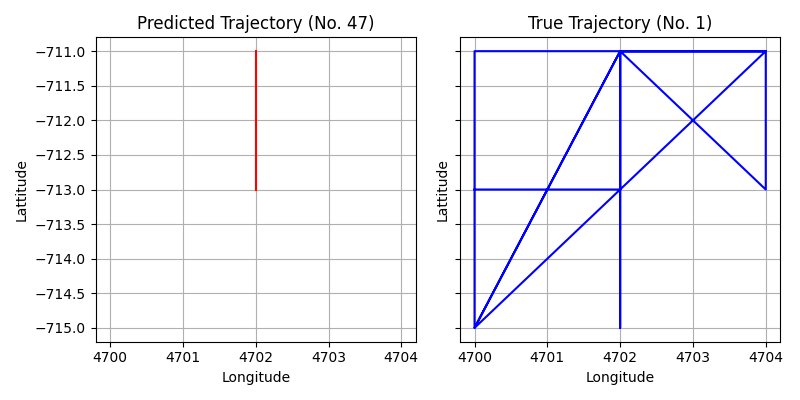 Predicted Trajectory (No. 47)
True Trajectory (No. 1)
Lattitude
−711.0
−711.5
−712.0
−712.5
−713.0
−713.5
−714.0
−714.5
−715.0
4700 4701 4702 4703 4704
Longitude
Lattitude
4700 4701 4702 4703 4704
Longitude